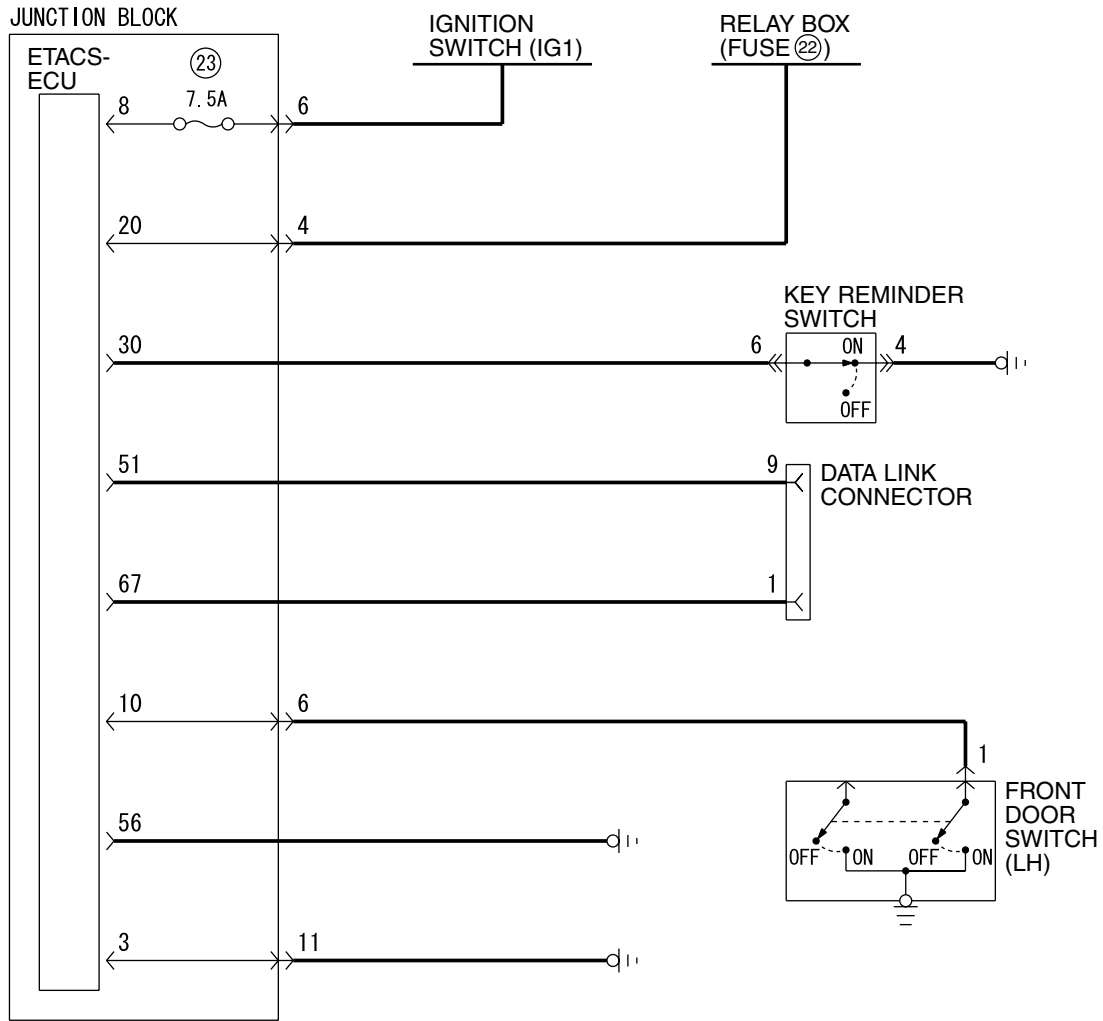 JUNCTION BLOCK
IGNITION
SWITCH (IG1)
RELAY BOX
(FUSE 22)
ETACS-
ECU
23
7.5A
8
6
20
4
KEY REMINDER
SWITCH
30
6
ON
4
OFF
51
9
DATA LINK
CONNECTOR
67
1
10
6
1
FRONT
DOOR
SWITCH
(LH)
56
OFF
ON
OFF
ON
3
11